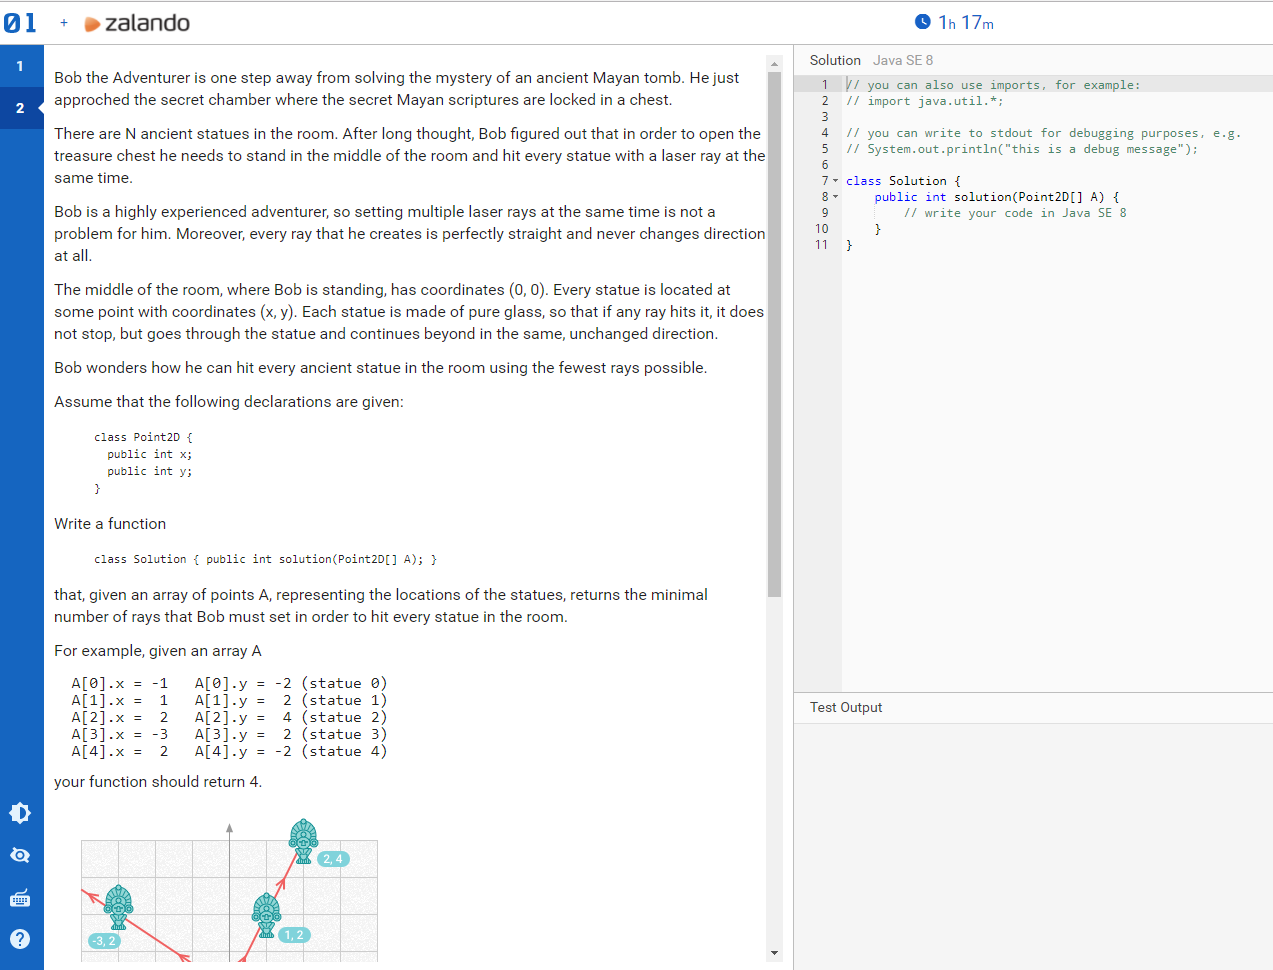 01 + zalando
1h 17m
1
2
Bob the Adventurer is one step away from solving the mystery of an ancient Mayan tomb. He just
approched the secret chamber where the secret Mayan scriptures are locked in a chest.
There are N ancient statues in the room. After long thought, Bob figured out that in order to open the
treasure chest he needs to stand in the middle of the room and hit every statue with a laser ray at the
same time.
Bob is a highly experienced adventurer, so setting multiple laser rays at the same time is not a
problem for him. Moreover, every ray that he creates is perfectly straight and never changes direction
at all.
The middle of the room, where Bob is standing, has coordinates (0, 0). Every statue is located at
some point with coordinates (x, y). Each statue is made of pure glass, so that if any ray hits it, it does
not stop, but goes through the statue and continues beyond in the same, unchanged direction.
Bob wonders how he can hit every ancient statue in the room using the fewest rays possible.
Assume that the following declarations are given:
class Point2D {
public int x;
public int y;
}
Write a function
class Solution { public int solution(Point2D[] A); }
that, given an array of points A, representing the locations of the statues, returns the minimal
number of rays that Bob must set in order to hit every statue in the room.
For example, given an array A
A[0].x = -1 A[0].y = -2 (statue 0)
A[1].x = 1 A[1].y = 2 (statue 1)
A[2].x = 2 A[2].y = 4 (statue 2)
A[3].x = -3 A[3].y = 2 (statue 3)
A[4].x = 2 A[4].y = -2 (statue 4)
your function should return 4.
2, 4
-3, 2
1, 2
?
Solution Java SE 8
1 // you can also use imports, for example:
2 // import java.util.*;
3
4 // you can write to stdout for debugging purposes, e.g.
5 // System.out.println("this is a debug message");
6
7 class Solution {
8 public int solution(Point2D[] A) {
9 // write your code in Java SE 8
10 }
11 }
Test Output